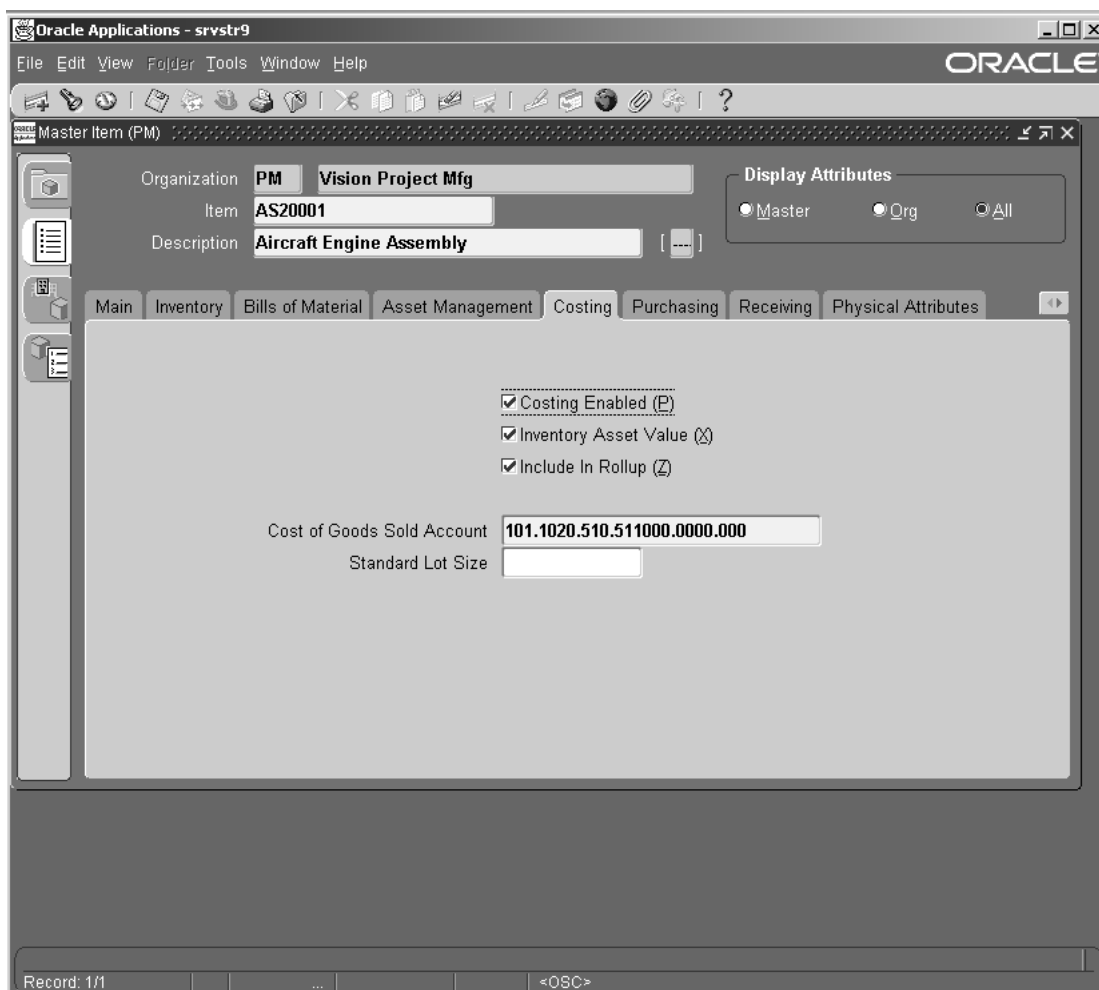 Oracle Applications - srvstr9
File Edit View Folder Tools Window Help
ORACLE
Master Item (PM)
Organization PM Vision Project Mfg
Display Attributes
Master Org All
Item AS20001
Description Aircraft Engine Assembly
[ ---- ]
Main Inventory Bills of Material Asset Management Costing Purchasing Receiving Physical Attributes
Costing Enabled (P)
Inventory Asset Value (X)
Include In Rollup (Z)
Cost of Goods Sold Account 101.1020.510.511000.0000.000
Standard Lot Size
Record: 1/1 ... <OSC>